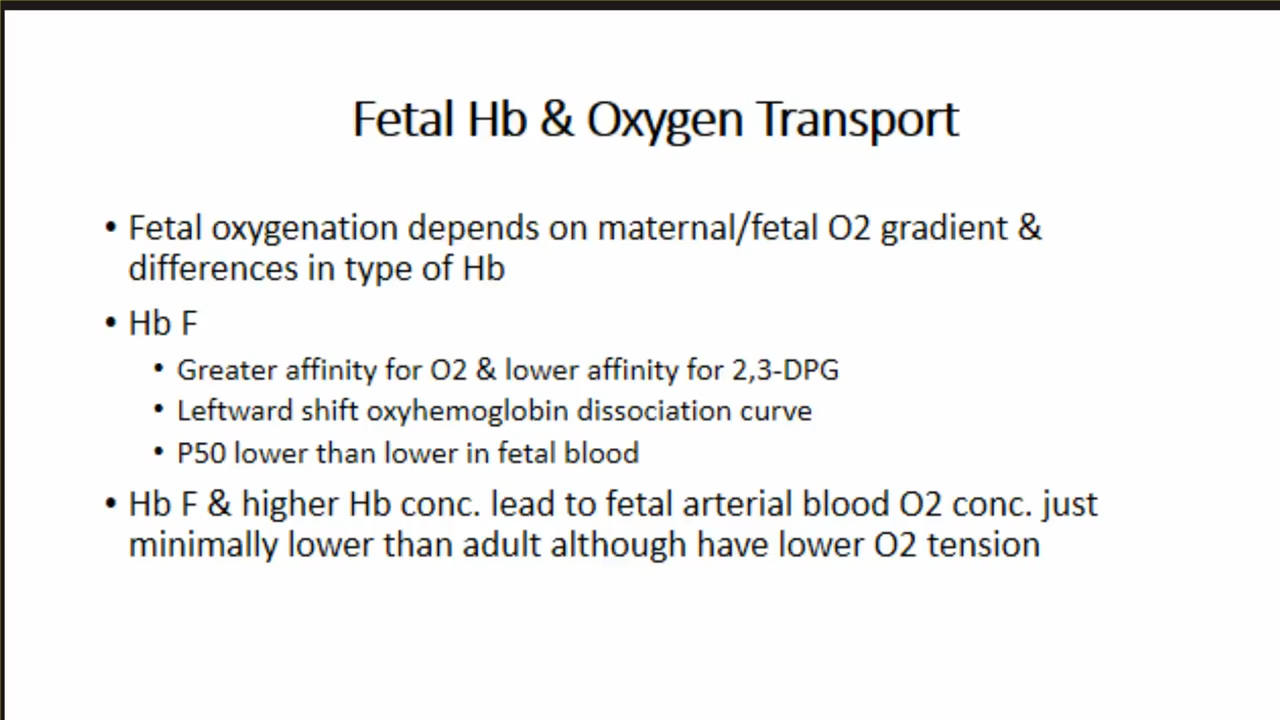 Fetal Hb & Oxygen Transport
• Fetal oxygenation depends on maternal/fetal O2 gradient &
differences in type of Hb
• Hb F
• Greater affinity for O2 & lower affinity for 2,3-DPG
• Leftward shift oxyhemoglobin dissociation curve
• P50 lower than lower in fetal blood
• Hb F & higher Hb conc. lead to fetal arterial blood O2 conc. just
minimally lower than adult although have lower O2 tension